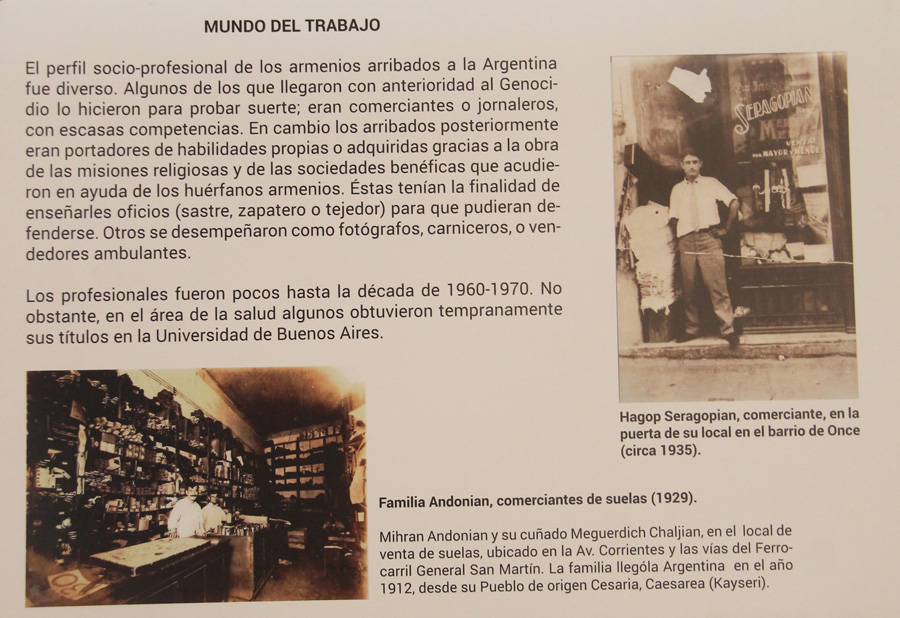 MUNDO DEL TRABAJO
El perfil socio-profesional de los armenios arribados a la Argentina
fue diverso. Algunos de los que llegaron con anterioridad al Genoci-
dio lo hicieron para probar suerte; eran comerciantes o jornaleros,
con escasas competencias. En cambio los arribados posteriormente
eran portadores de habilidades propias o adquiridas gracias a la obra
de las misiones religiosas y de las sociedades benéficas que acudie-
ron en ayuda de los huérfanos armenios. Éstas tenían la finalidad de
enseñarles oficios (sastre, zapatero o tejedor) para que pudieran de-
fenderse. Otros se desempeñaron como fotógrafos, carniceros, o ven-
dedores ambulantes.
Los profesionales fueron pocos hasta la década de 1960-1970. No
obstante, en el área de la salud algunos obtuvieron tempranamente
sus títulos en la Universidad de Buenos Aires.
SERAGOPIAN
VENTAS
POR MAYOR Y MENOR
Hagop Seragopian, comerciante, en la
puerta de su local en el barrio de Once
(circa 1935).
Familia Andonian, comerciantes de suelas (1929).
Mihran Andonian y su cuñado Meguerdich Chaljian, en el local de
venta de suelas, ubicado en la Av. Corrientes y las vías del Ferro-
carril General San Martín. La familia llególa Argentina en el año
1912, desde su Pueblo de origen Cesaria, Caesarea (Kayseri).